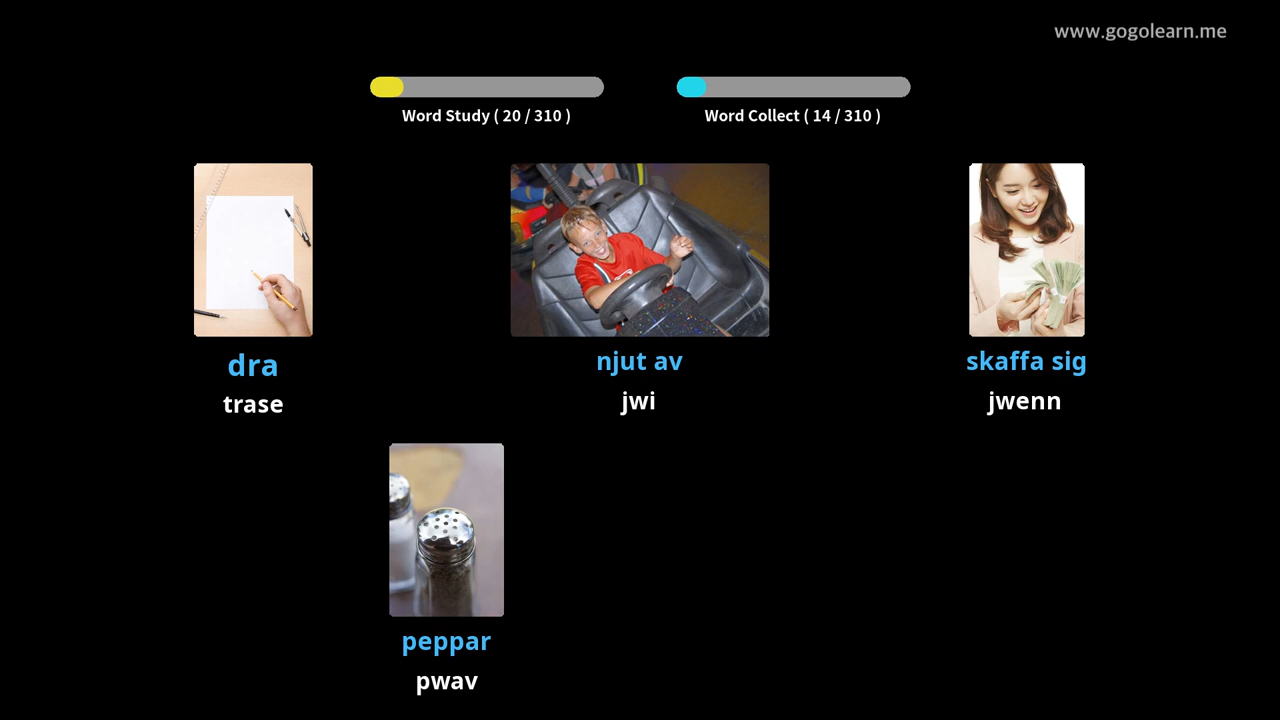 www.gogolearn.me
Word Study ( 20 / 310 )
Word Collect ( 14 / 310 )
dra
trase
njut av
jwi
skaffa sig
jwenn
peppar
pwav